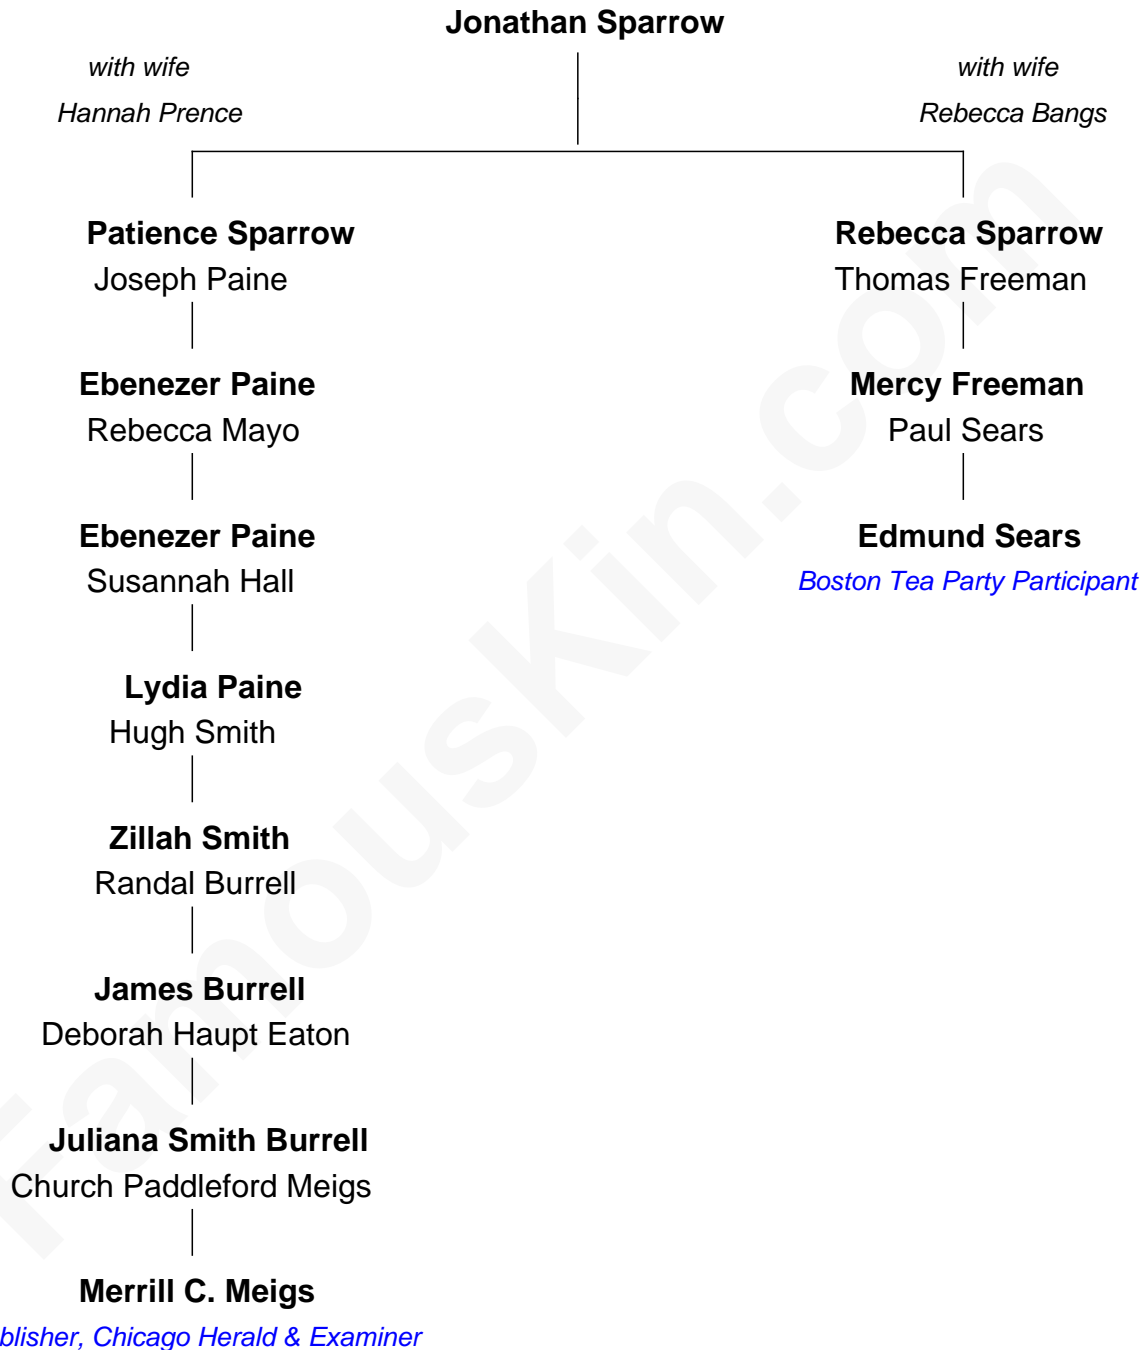 Jonathan Sparrow
with wife
Hannah Prence
with wife
Rebecca Bangs
Patience Sparrow
Joseph Paine
Rebecca Sparrow
Thomas Freeman
Ebenezer Paine
Rebecca Mayo
Mercy Freeman
Paul Sears
Ebenezer Paine
Susannah Hall
Edmund Sears
Boston Tea Party Participant
Lydia Paine
Hugh Smith
Zillah Smith
Randal Burrell
James Burrell
Deborah Haupt Eaton
Juliana Smith Burrell
Church Paddleford Meigs
Merrill C. Meigs
blisher, Chicago Herald & Examiner
FamousKin.com